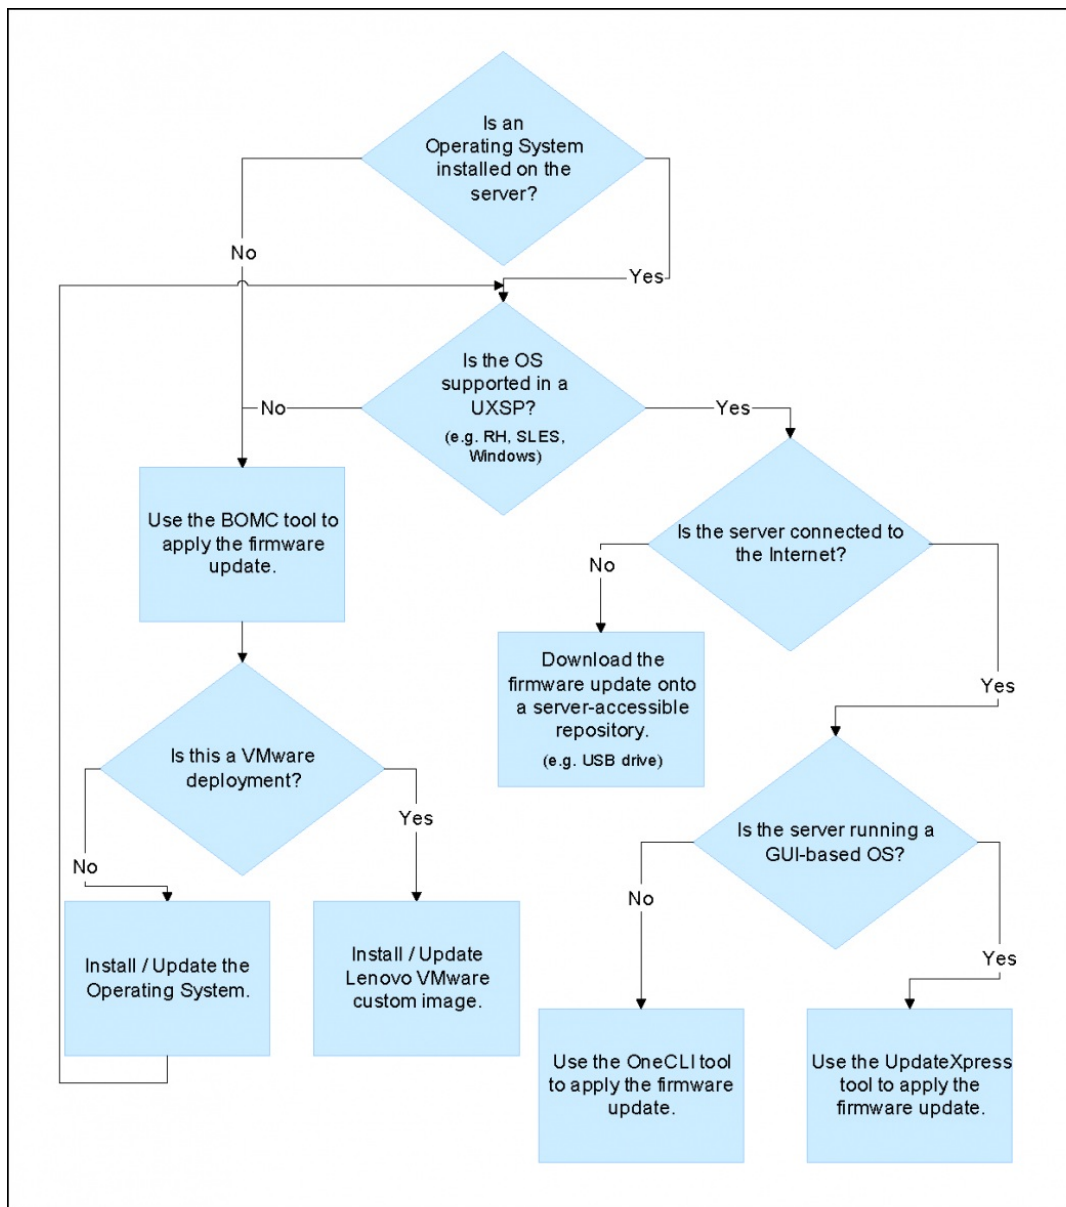 Is an
Operating System
installed on the
server?
No
Yes
Is the OS
supported in a
UXSP?
(e.g. RH, SLES,
Windows)
No
Yes
Use the BOMC tool to
apply the firmware
update.
Is the server connected to
the Internet?
No
Yes
Download the
firmware update onto
a server-accessible
repository.
(e.g. USB drive)
Is this a VMware
deployment?
No
Yes
Is the server running a
GUI-based OS?
No
Yes
Install / Update the
Operating System.
Install / Update
Lenovo VMware
custom image.
Use the OneCLI tool
to apply the firmware
update.
Use the UpdateXpress
tool to apply the
firmware update.